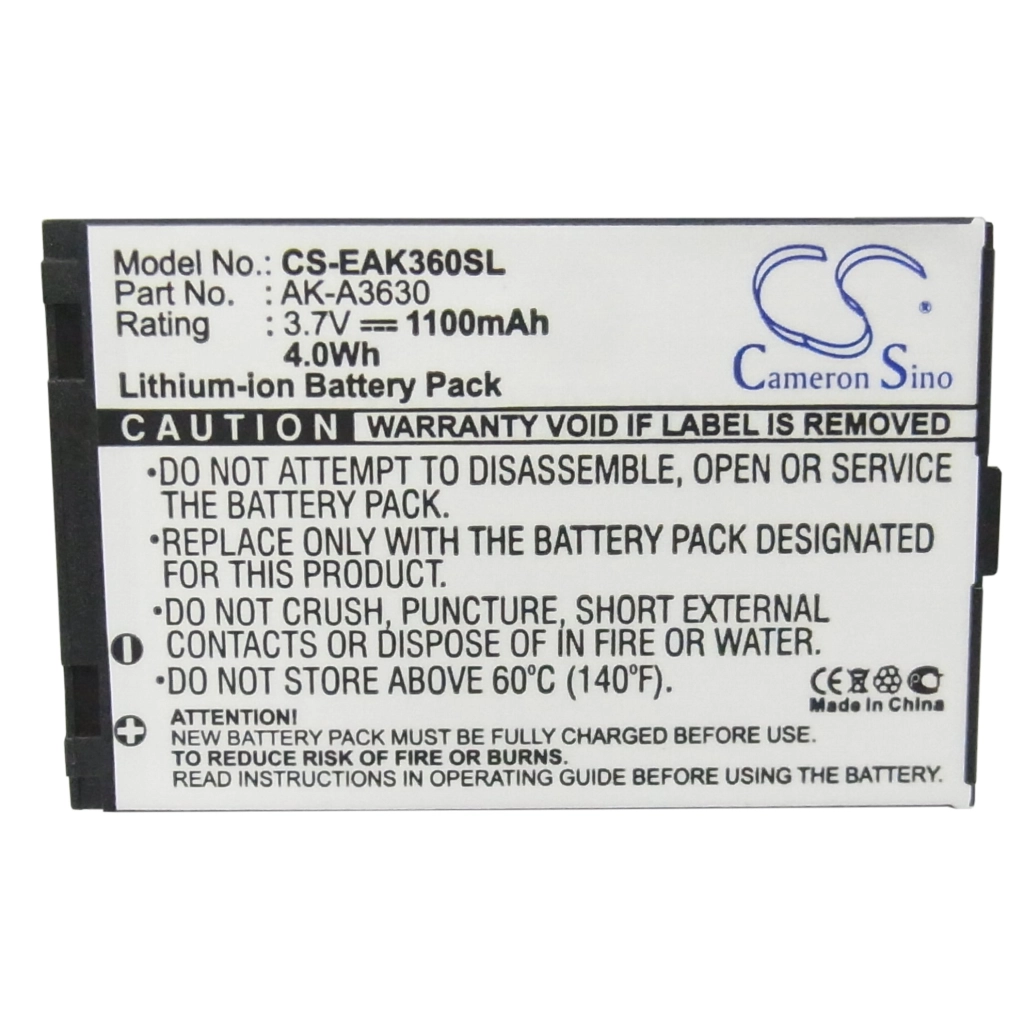 Model No.: CS-EAK360SL
Part No. : AK-A3630
Rating : 3.7V 1100mAh
4.0Wh
Lithium-ion Battery Pack
CS ®
Cameron Sino
CAUTION WARRANTY VOID IF LABEL IS REMOVED
•DO NOT ATTEMPT TO DISASSEMBLE, OPEN OR SERVICE
THE BATTERY PACK.
•REPLACE ONLY WITH THE BATTERY PACK DESIGNATED
FOR THIS PRODUCT.
•DO NOT CRUSH, PUNCTURE, SHORT EXTERNAL
CONTACTS OR DISPOSE OF IN FIRE OR WATER.
•DO NOT STORE ABOVE 60°C (140°F).
CE
Made In China
ATTENTION!
NEW BATTERY PACK MUST BE FULLY CHARGED BEFORE USE.
TO REDUCE RISK OF FIRE OR BURNS.
READ INSTRUCTIONS IN OPERATING GUIDE BEFORE USING THE BATTERY.